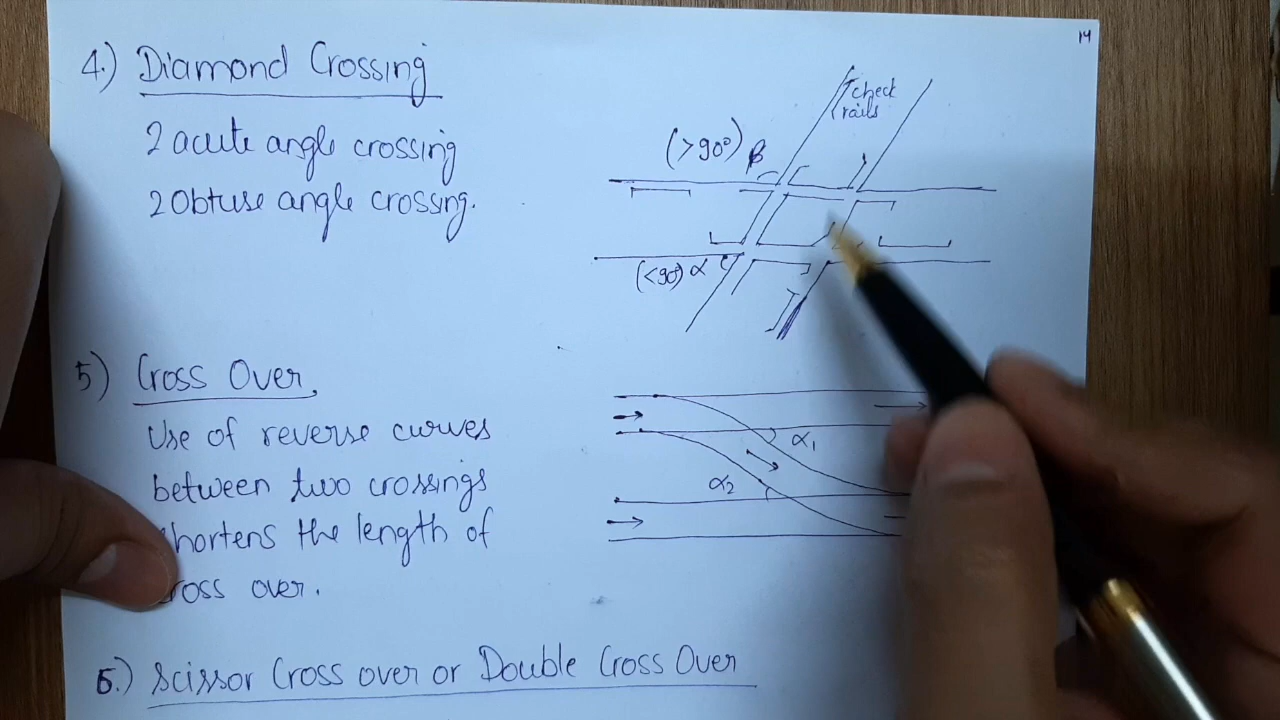 14
4.) Diamond Crossing
2 acute angle crossing
2 Obtuse angle crossing.
check
rails
(>90°) β
(<90) α
5) Cross Over.
Use of reverse curves
between two crossings
shortens the length of
cross over.
α1
α2
6.) Scissor Cross over or Double Cross Over